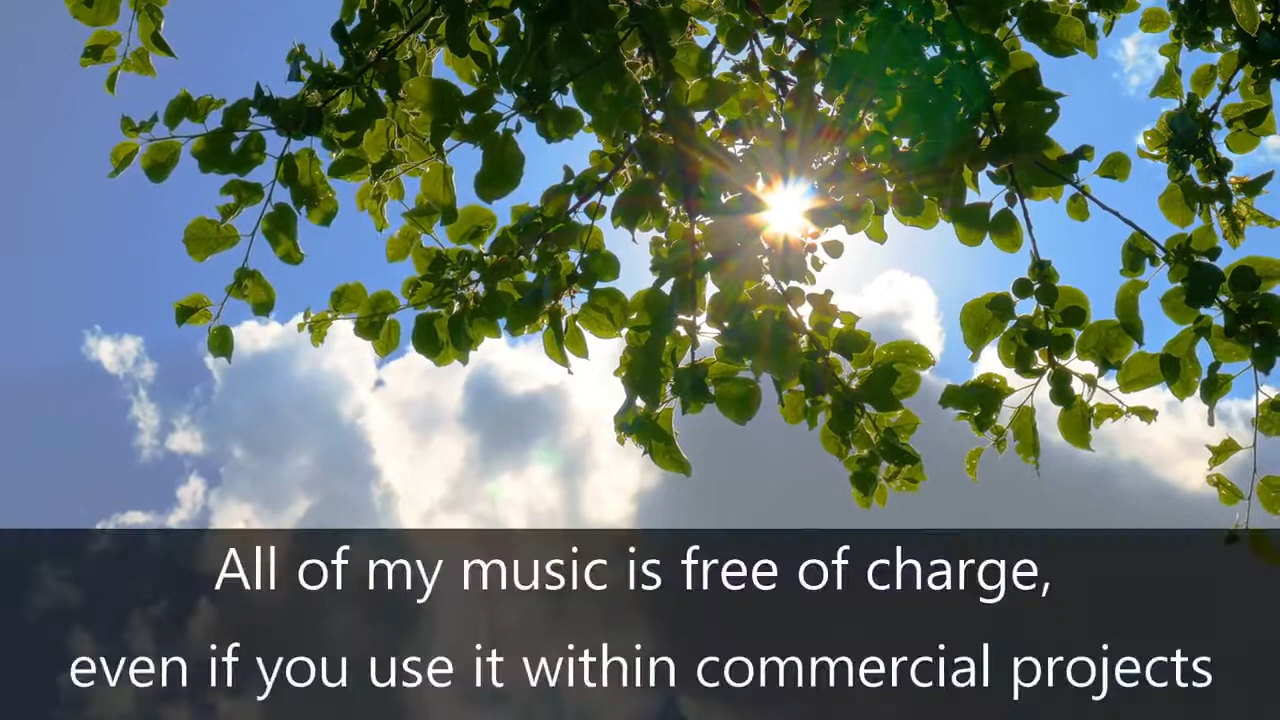 All of my music is free of charge,
even if you use it within commercial projects